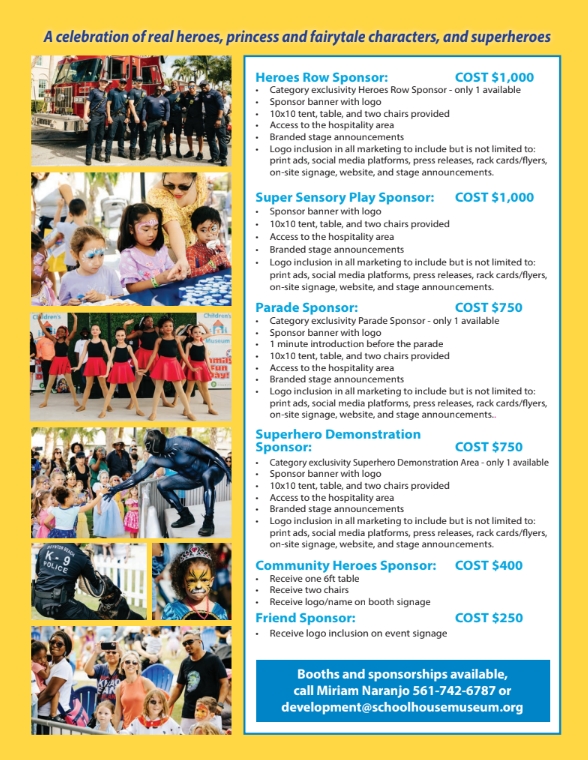 A celebration of real heroes, princess and fairytale characters, and superheroes
Heroes Row Sponsor: COST $1,000
• Category exclusivity Heroes Row Sponsor - only 1 available
• Sponsor banner with logo
• 10x10 tent, table, and two chairs provided
• Access to the hospitality area
• Branded stage announcements
• Logo inclusion in all marketing to include but is not limited to:
print ads, social media platforms, press releases, rack cards/flyers,
on-site signage, website, and stage announcements.
Super Sensory Play Sponsor: COST $1,000
• Sponsor banner with logo
• 10x10 tent, table, and two chairs provided
• Access to the hospitality area
• Branded stage announcements
• Logo inclusion in all marketing to include but is not limited to:
print ads, social media platforms, press releases, rack cards/flyers,
on-site signage, website, and stage announcements.
Parade Sponsor: COST $750
• Category exclusivity Parade Sponsor - only 1 available
• Sponsor banner with logo
• 1 minute introduction before the parade
• 10x10 tent, table, and two chairs provided
• Access to the hospitality area
• Branded stage announcements
• Logo inclusion in all marketing to include but is not limited to:
print ads, social media platforms, press releases, rack cards/flyers,
on-site signage, website, and stage announcements..
Superhero Demonstration
Sponsor: COST $750
• Category exclusivity Superhero Demonstration Area - only 1 available
• Sponsor banner with logo
• 10x10 tent, table, and two chairs provided
• Access to the hospitality area
• Branded stage announcements
• Logo inclusion in all marketing to include but is not limited to:
print ads, social media platforms, press releases, rack cards/flyers,
on-site signage, website, and stage announcements.
Community Heroes Sponsor: COST $400
• Receive one 6ft table
• Receive two chairs
• Receive logo/name on booth signage
Friend Sponsor: COST $250
• Receive logo inclusion on event signage
Booths and sponsorships available,
call Miriam Naranjo 561-742-6787 or
development@schoolhousemuseum.org
Children's
Museum
BOYNTON BEACH
K-9
POLICE